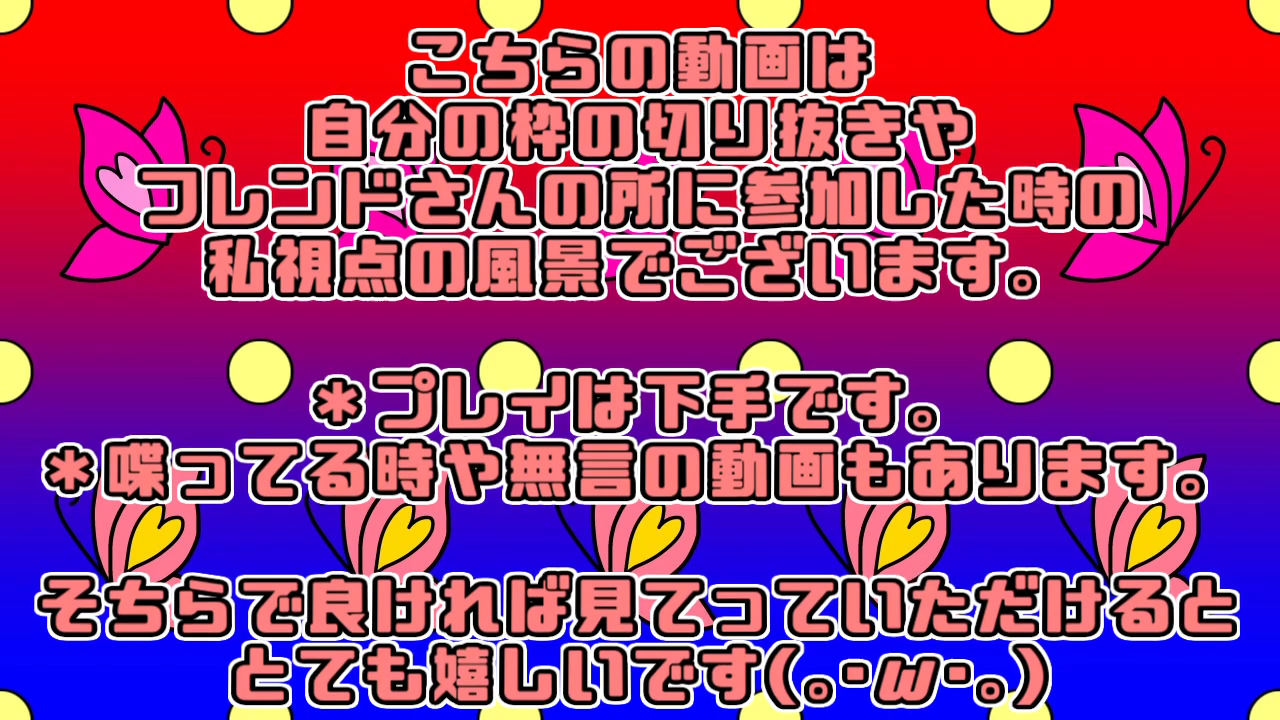 こちらの動画は
自分の枠の切り抜きや
フレンドさんの所に参加した時の
私視点の風景でございます。
*プレイは下手です。
*喋ってる時や無言の動画もあります。
そちらで良ければ見てっていただけると
とても嬉しいです(｡･ω･｡)